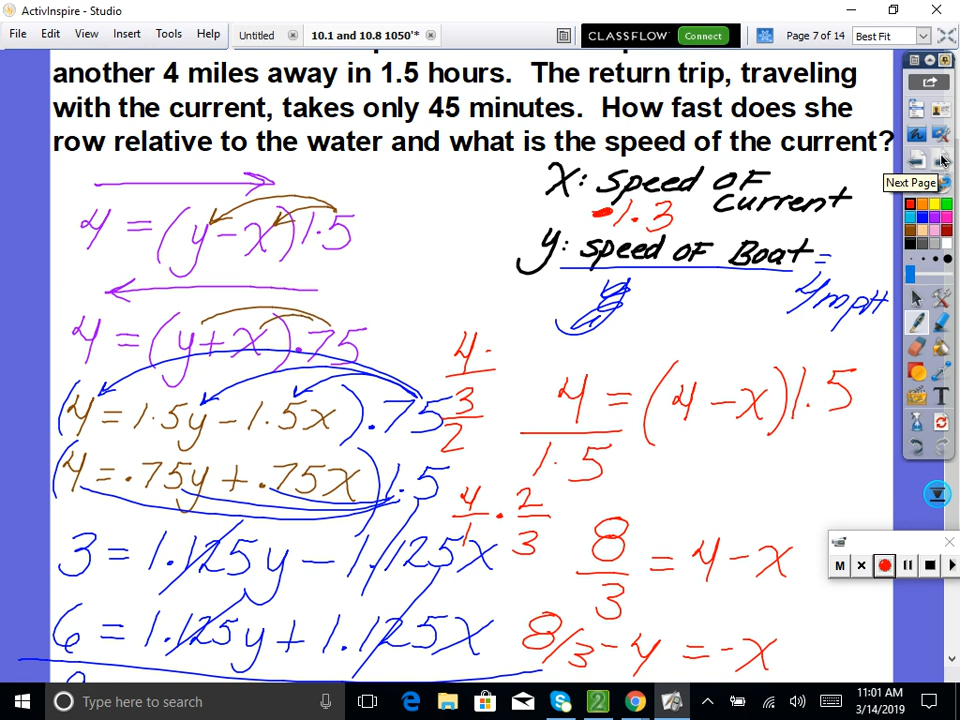 ActivInspire - Studio
File Edit View Insert Tools Help
Untitled
10.1 and 10.8 1050'*
CLASSFLOW Connect
Page 7 of 14
Best Fit
another 4 miles away in 1.5 hours. The return trip, traveling
with the current, takes only 45 minutes. How fast does she
row relative to the water and what is the speed of the current?
Next Page
x: speed of
current
-1.3
y: speed of Boat =
4mpH
4 = (y - x)1.5
4 = (y + x).75
(4 = 1.5y - 1.5x).75
(4 = .75y + .75x)1.5
3 = 1.125y - 1.125x
6 = 1.125y + 1.125x
4
3
2
4/1 · 2/3
4/1.5 = (4 - x)1.5
8/3 = 4 - x
8/3 - 4 = -x
M
T
Type here to search
11:01 AM
3/14/2019